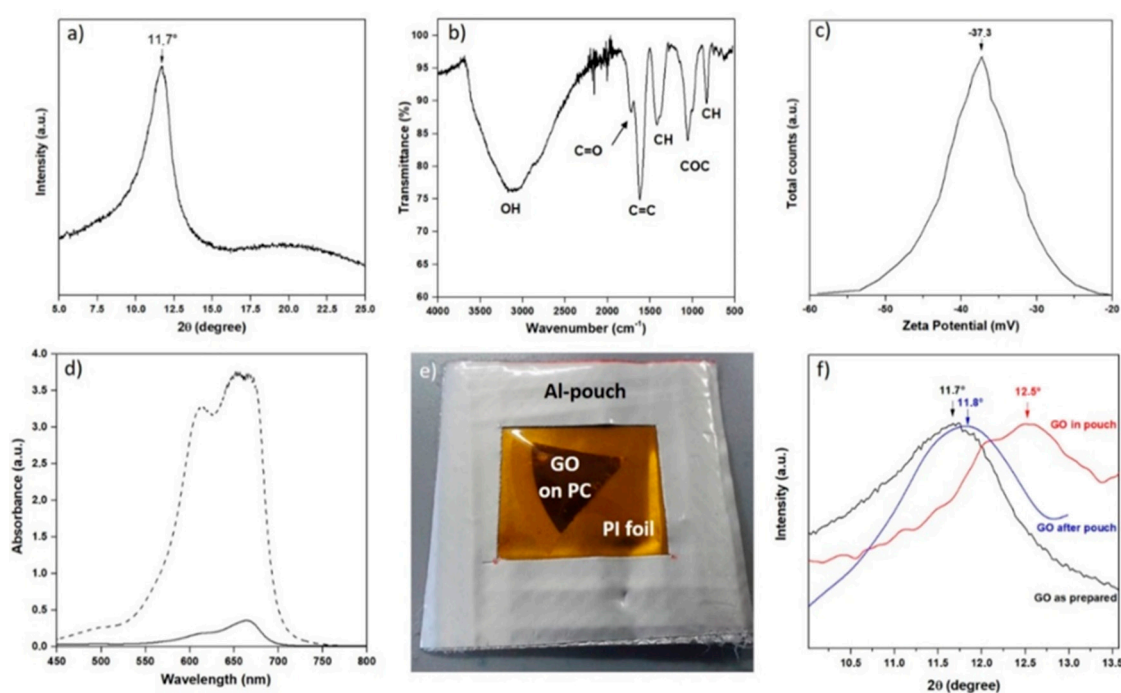 a)
11.7°
Intensity (a.u.)
5.0 7.5 10.0 12.5 15.0 17.5 20.0 22.5 25.0
2θ (degree)
b)
100
95
90
85
80
75
70
65
60
Transmittance (%)
OH
C=O
C=C
CH
COC
CH
4000 3500 3000 2500 2000 1500 1000 500
Wavenumber (cm⁻¹)
c)
-37.3
Total counts (a.u.)
-60 -50 -40 -30 -20
Zeta Potential (mV)
d)
4.0
3.5
3.0
2.5
2.0
1.5
1.0
0.5
0.0
Absorbance (a.u.)
450 500 550 600 650 700 750 800
Wavelength (nm)
e)
Al-pouch
GO
on PC
PI foil
f)
11.7°
11.8°
12.5°
GO in pouch
GO after pouch
GO as prepared
Intensity (a.u.)
10.5 11.0 11.5 12.0 12.5 13.0 13.5
2θ (degree)